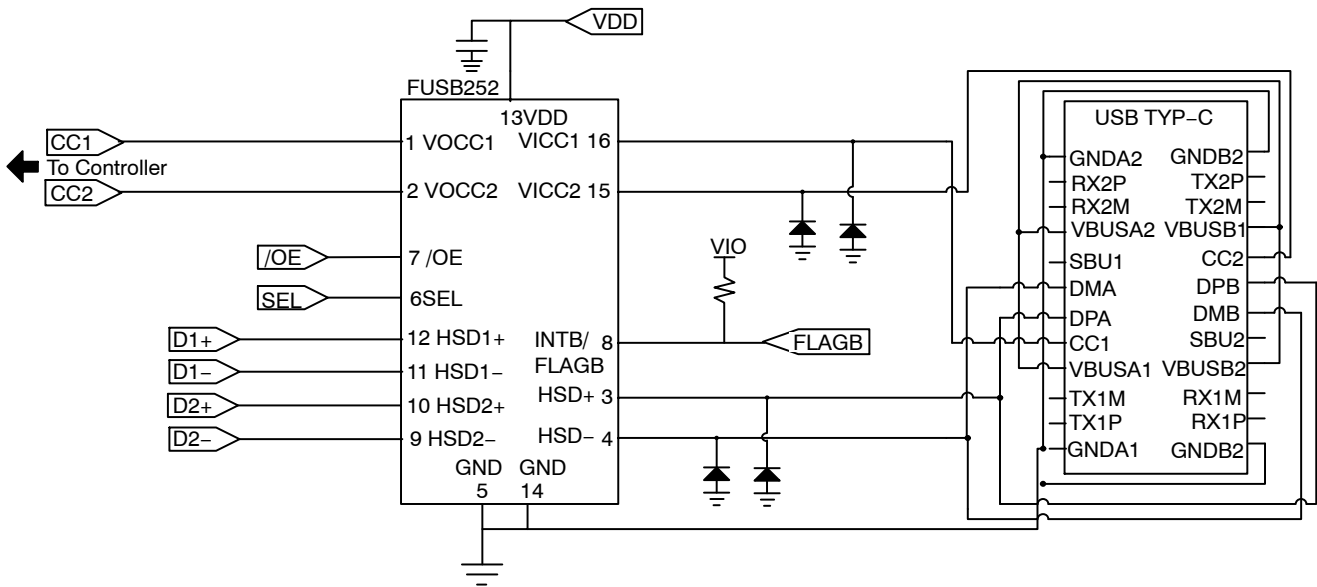 VDD
FUSB252
13VDD
CC1
To Controller
CC2
/OE
SEL
D1+
D1−
D2+
D2−
1 VOCC1
2 VOCC2
7 /OE
6SEL
12 HSD1+
11 HSD1−
10 HSD2+
9 HSD2−
VICC1 16
VICC2 15
INTB/ 8
FLAGB
HSD+ 3
HSD− 4
GND
5
GND
14
VIO
FLAGB
USB TYP−C
GNDA2
RX2P
RX2M
VBUSA2
SBU1
DMA
DPA
CC1
VBUSA1
TX1M
TX1P
GNDA1
GNDB2
TX2P
TX2M
VBUSB1
CC2
DPB
DMB
SBU2
VBUSB2
RX1M
RX1P
GNDB2